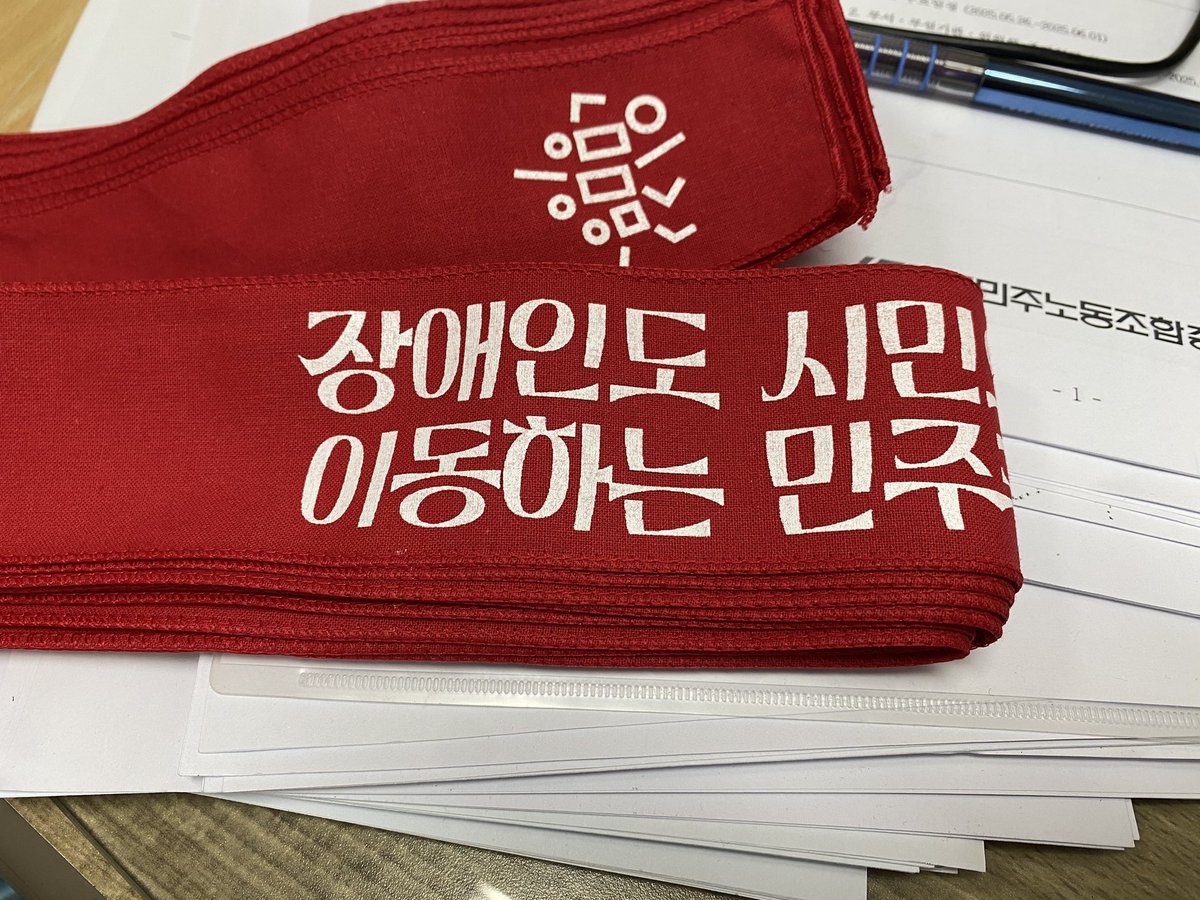 장애인도 시민
이동하는 민주
민주노동조합총
- 1 -